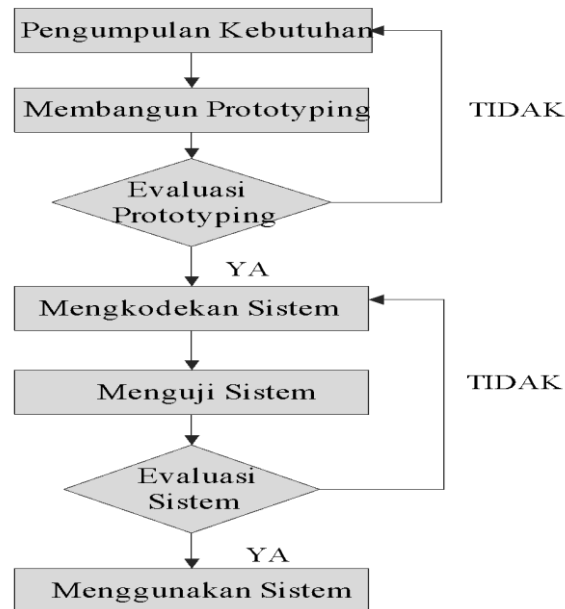 Pengumpulan Kebutuhan
Membangun Prototyping
TIDAK
Evaluasi
Prototyping
YA
Mengkodekan Sistem
Menguji Sistem
TIDAK
Evaluasi
Sistem
YA
Menggunakan Sistem